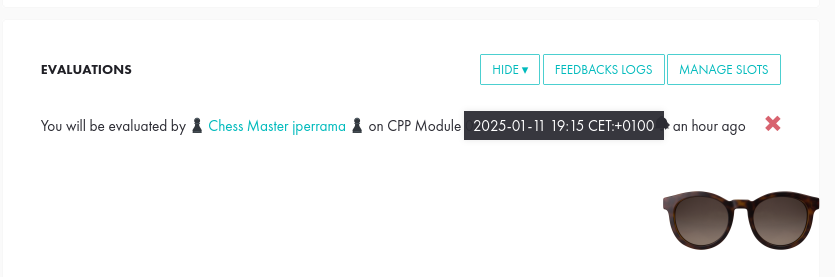 EVALUATIONS
HIDE ▾ FEEDBACKS LOGS MANAGE SLOTS
You will be evaluated by ♟ Chess Master jperrama ♟ on CPP Module 2025-01-11 19:15 CET:+0100 an hour ago ✖